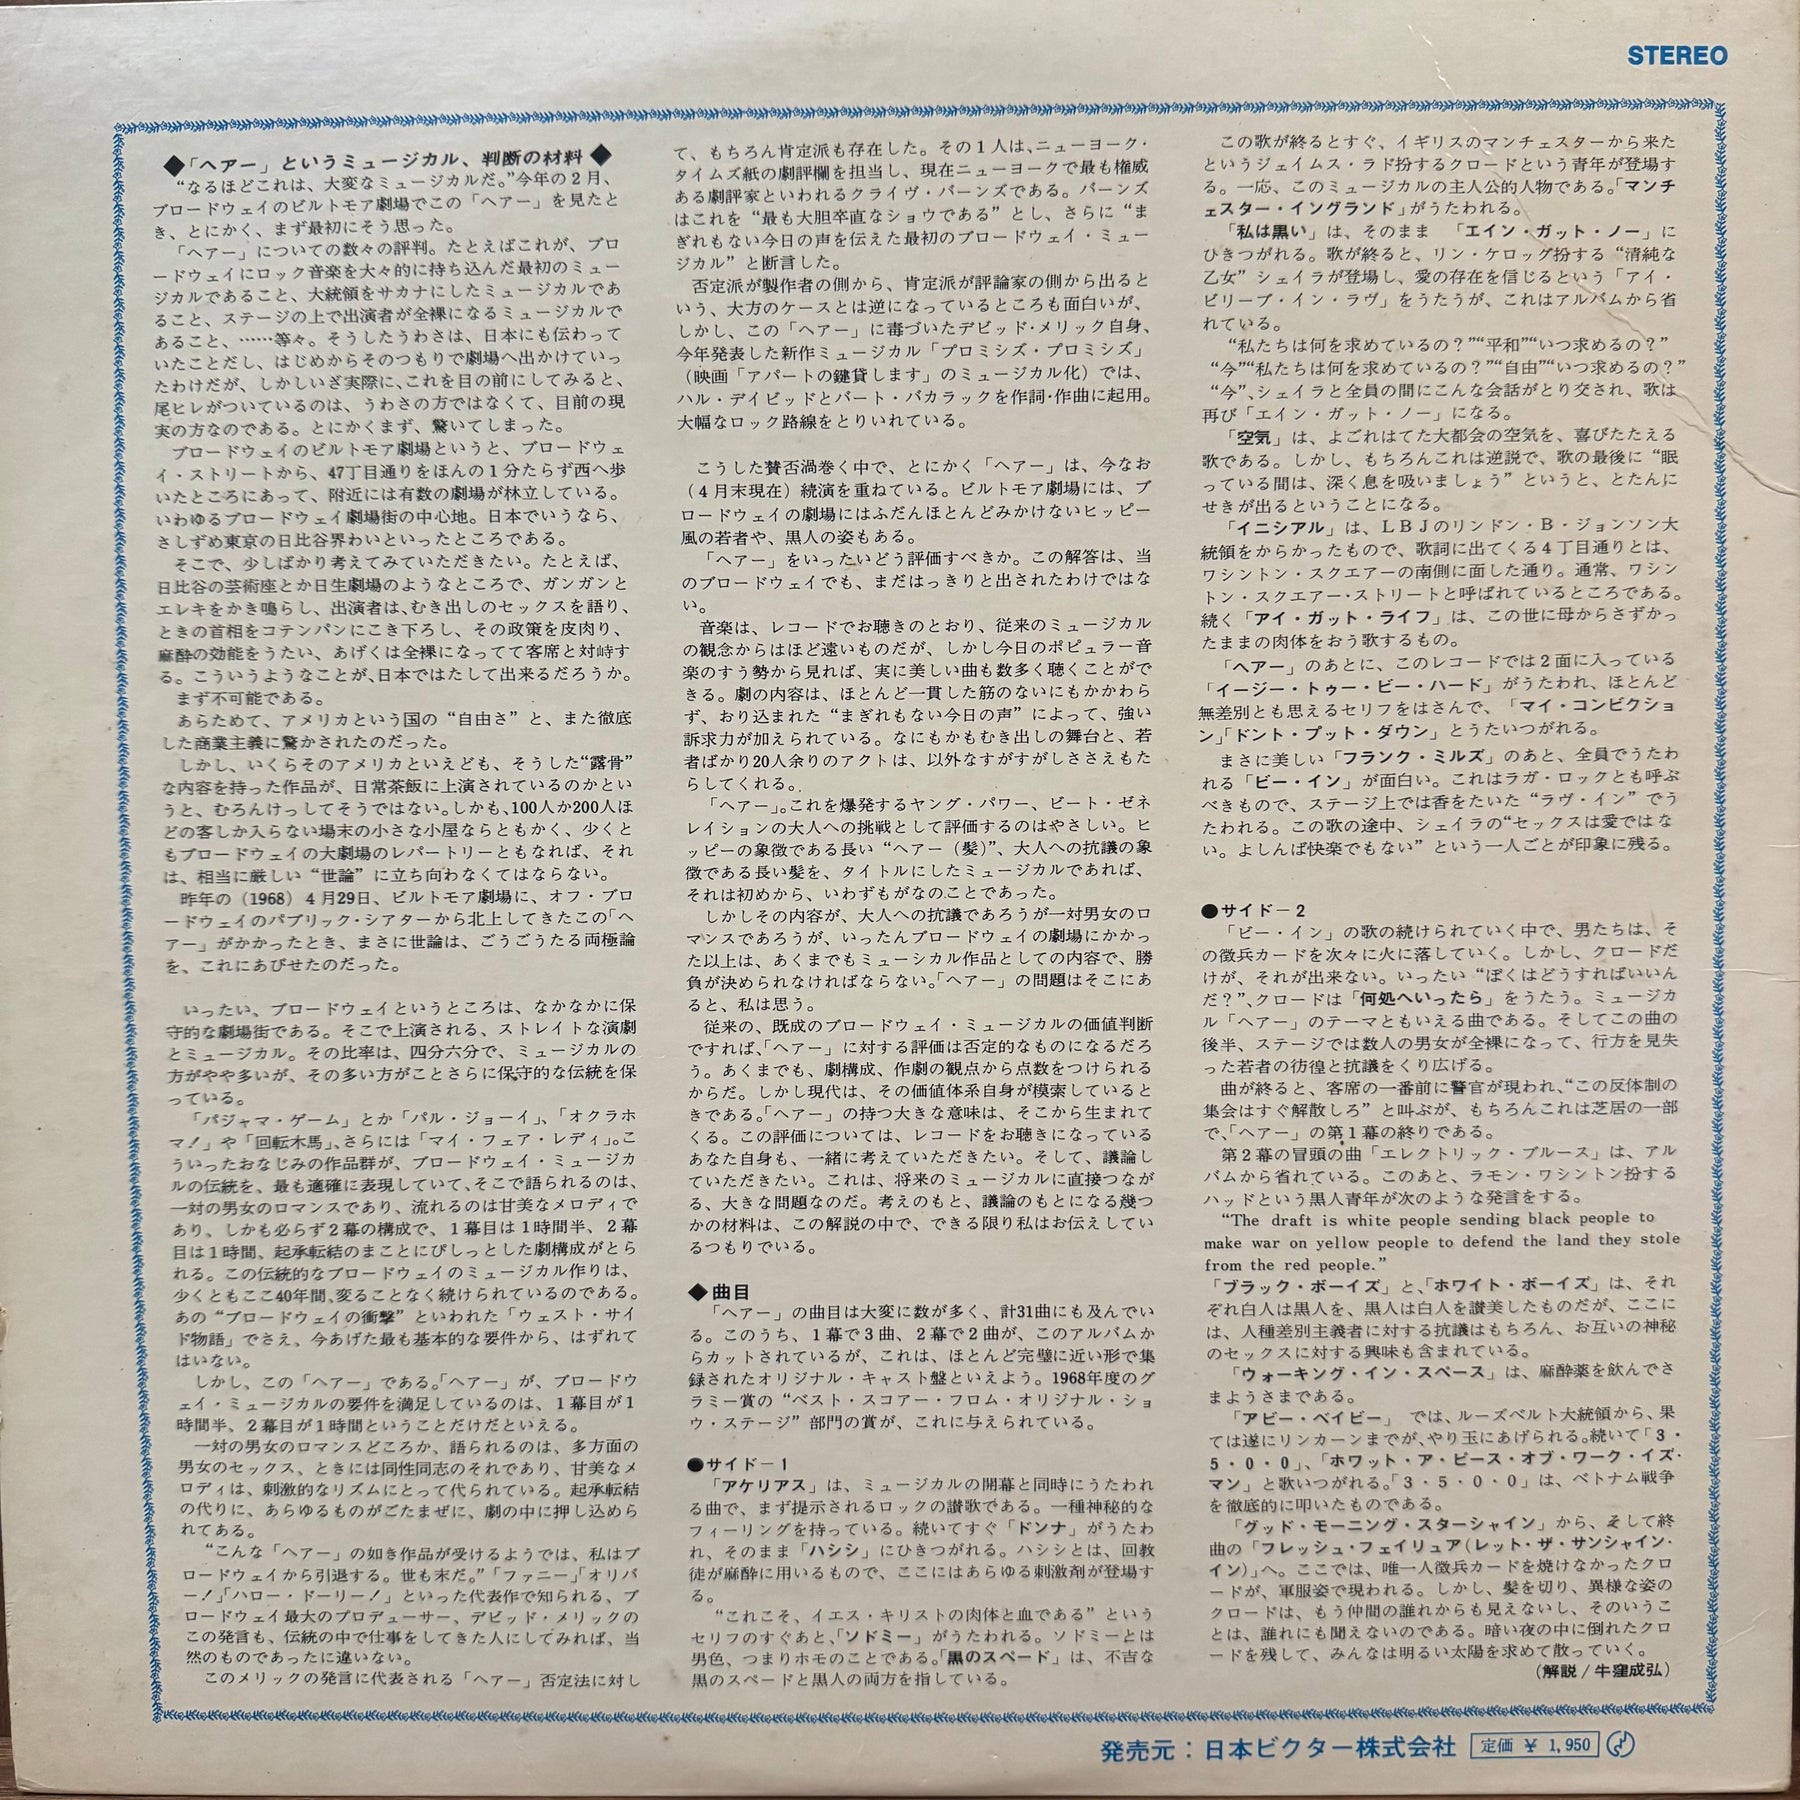 STEREO
◆「ヘアー」というミュージカル、判断の材料◆
“なるほどこれは、大変なミュージカルだ。”今年の2月、
ブロードウェイのビルトモア劇場でこの「ヘアー」を見たと
き、とにかく、まず最初にそう思った。
「ヘアー」についての数々の評判。たとえばこれが、ブロ
ードウェイにロック音楽を大々的に持ち込んだ最初のミュー
ジカルであること、大統領をサカナにしたミュージカルであ
ること、ステージの上で出演者が全裸になるミュージカルで
あること、……等々。そうしたうわさは、日本にも伝わって
いたことだし、はじめからそのつもりで劇場へ出かけていっ
たわけだが、しかしいざ実際に、これを目の前にしてみると、
尾ヒレがついているのは、うわさの方ではなくて、目前の現
実の方なのである。とにかくまず、驚いてしまった。
ブロードウェイのビルトモア劇場というと、ブロードウェ
イ・ストリートから、47丁目通りをほんの1分たらず西へ歩
いたところにあって、附近には有数の劇場が林立している。
いわゆるブロードウェイ劇場街の中心地。日本でいうなら、
さしずめ東京の日比谷界わいといったところである。
そこで、少しばかり考えてみていただきたい。たとえば、
日比谷の芸術座とか日生劇場のようなところで、ガンガンと
エレキをかき鳴らし、出演者は、むき出しのセックスを語り、
ときの首相をコテンパンにこき下ろし、その政策を皮肉り、
麻酔の効能をうたい、あげくは全裸になってて客席と対峙す
る。こういうようなことが、日本ではたして出来るだろうか。
まず不可能である。
あらためて、アメリカという国の“自由さ”と、また徹底
した商業主義に驚かされたのだった。
しかし、いくらそのアメリカといえども、そうした“露骨”
な内容を持った作品が、日常茶飯に上演されているのかとい
うと、むろんけっしてそうではない。しかも、100人か200人ほ
どの客しか入らない場末の小さな小屋ならともかく、少くと
もブロードウェイの大劇場のレパートリーともなれば、それ
は、相当に厳しい“世論”に立ち向わなくてはならない。
昨年の（1968）4月29日、ビルトモア劇場に、オフ・ブロ
ードウェイのパブリック・シアターから北上してきたこの「ヘ
アー」がかかったとき、まさに世論は、ごうごうたる両極論
を、これにあびせたのだった。
いったい、ブロードウェイというところは、なかなかに保
守的な劇場街である。そこで上演される、ストレイトな演劇
とミュージカル。その比率は、四分六分で、ミュージカルの
方がやや多いが、その多い方がことさらに保守的な伝統を保
っている。
「パジャマ・ゲーム」とか「パル・ジョーイ」、「オクラホ
マ！」や「回転木馬」、さらには「マイ・フェア・レディ」。こ
ういったおなじみの作品群が、ブロードウェイ・ミュージカ
ルの伝統を、最も適確に表現していて、そこで語られるのは、
一対の男女のロマンスであり、流れるのは甘美なメロディで
あり、しかも必らず2幕の構成で、1幕目は1時間半、2幕
目は1時間、起承転結のまことにぴしっとした劇構成がとら
れる。この伝統的なブロードウェイのミュージカル作りは、
少くともここ40年間、変ることなく続けられているのである。
あの“ブロードウェイの衝撃”といわれた「ウェスト・サイ
ド物語」でさえ、今あげた最も基本的な要件から、はずれて
はいない。
しかし、この「ヘアー」である。「ヘアー」が、ブロードウ
ェイ・ミュージカルの要件を満足しているのは、1幕目が1
時間半、2幕目が1時間ということだけだといえる。
一対の男女のロマンスどころか、語られるのは、多方面の
男女のセックス、ときには同性同志のそれであり、甘美なメ
ロディは、刺激的なリズムにとって代られている。起承転結
の代りに、あらゆるものがごたまぜに、劇の中に押し込めら
れてある。
“こんな「ヘアー」の如き作品が受けるようでは、私はブ
ロードウェイから引退する。世も末だ。”「ファニー」「オリバ
ー！」「ハロー・ドーリー！」といった代表作で知られる、ブ
ロードウェイ最大のプロデューサー、デビッド・メリックの
この発言も、伝統の中で仕事をしてきた人にしてみれば、当
然のものであったに違いない。
このメリックの発言に代表される「ヘアー」否定法に対し
て、もちろん肯定派も存在した。その1人は、ニューヨーク・
タイムズ紙の劇評欄を担当し、現在ニューヨークで最も権威
ある劇評家といわれるクライヴ・バーンズである。バーンズ
はこれを“最も大胆卒直なショウである”とし、さらに“ま
ぎれもない今日の声を伝えた最初のブロードウェイ・ミュー
ジカル”と断言した。
否定派が製作者の側から、肯定派が評論家の側から出ると
いう、大方のケースとは逆になっているところも面白いが、
しかし、この「ヘアー」に毒づいたデビッド・メリック自身、
今年発表した新作ミュージカル「プロミシズ・プロミシズ」
（映画「アパートの鍵貸します」のミュージカル化）では、
ハル・デイビッドとバート・バカラックを作詞・作曲に起用。
大幅なロック路線をとりいれている。
こうした賛否渦巻く中で、とにかく「ヘアー」は、今なお
（4月末現在）続演を重ねている。ビルトモア劇場には、ブ
ロードウェイの劇場にはふだんほとんどみかけないヒッピー
風の若者や、黒人の姿もある。
「ヘアー」をいったいどう評価すべきか。この解答は、当
のブロードウェイでも、まだはっきりと出されたわけではな
い。
音楽は、レコードでお聴きのとおり、従来のミュージカル
の観念からはほど遠いものだが、しかし今日のポピュラー音
楽のすう勢から見れば、実に美しい曲も数多く聴くことがで
きる。劇の内容は、ほとんど一貫した筋のないにもかかわら
ず、おり込まれた“まぎれもない今日の声”によって、強い
訴求力が加えられている。なにもかもむき出しの舞台と、若
者ばかり20人余りのアクトは、以外なすがすがしささえもた
らしてくれる。
「ヘアー」。これを爆発するヤング・パワー、ビート・ゼネ
レイションの大人への挑戦として評価するのはやさしい。ヒ
ッピーの象徴である長い“ヘアー（髪）”、大人への抗議の象
徴である長い髪を、タイトルにしたミュージカルであれば、
それは初めから、いわずもがなのことであった。
しかしその内容が、大人への抗議であろうが一対男女のロ
マンスであろうが、いったんブロードウェイの劇場にかかっ
た以上は、あくまでもミューシカル作品としての内容で、勝
負が決められなければならない。「ヘアー」の問題はそこにあ
ると、私は思う。
従来の、既成のブロードウェイ・ミュージカルの価値判断
ですれば、「ヘアー」に対する評価は否定的なものになるだろ
う。あくまでも、劇構成、作劇の観点から点数をつけられる
からだ。しかし現代は、その価値体系自身が模索していると
きである。「ヘアー」の持つ大きな意味は、そこから生まれて
くる。この評価については、レコードをお聴きになっている
あなた自身も、一緒に考えていただきたい。そして、議論し
ていただきたい。これは、将来のミュージカルに直接つなが
る、大きな問題なのだ。考えのもと、議論のもとになる幾つ
かの材料は、この解説の中で、できる限り私はお伝えしてい
るつもりでいる。
◆曲目
「ヘアー」の曲目は大変に数が多く、計31曲にも及んでい
る。このうち、1幕で3曲、2幕で2曲が、このアルバムか
らカットされているが、これは、ほとんど完璧に近い形で集
録されたオリジナル・キャスト盤といえよう。1968年度のグ
ラミー賞の“ベスト・スコアー・フロム・オリジナル・ショ
ウ・ステージ”部門の賞が、これに与えられている。
●サイド－1
「アケリアス」は、ミュージカルの開幕と同時にうたわれ
る曲で、まず提示されるロックの讃歌である。一種神秘的な
フィーリングを持っている。続いてすぐ「ドンナ」がうたわ
れ、そのまま「ハシシ」にひきつがれる。ハシシとは、回教
徒が麻酔に用いるもので、ここにはあらゆる刺激剤が登場す
る。
“これこそ、イエス・キリストの肉体と血である”という
セリフのすぐあと、「ソドミー」がうたわれる。ソドミーとは
男色、つまりホモのことである。「黒のスペード」は、不吉な
黒のスペードと黒人の両方を指している。
この歌が終るとすぐ、イギリスのマンチェスターから来た
というジェイムス・ラド扮するクロードという青年が登場す
る。一応、このミュージカルの主人公的人物である。「マンチ
ェスター・イングランド」がうたわれる。
「私は黒い」は、そのまま 「エイン・ガット・ノー」に
ひきつがれる。歌が終ると、リン・ケロッグ扮する“清純な
乙女”シェイラが登場し、愛の存在を信じるという「アイ・
ビリーブ・イン・ラヴ」をうたうが、これはアルバムから省
れている。
“私たちは何を求めているの？”“平和”“いつ求めるの？”
“今”“私たちは何を求めているの？”“自由”“いつ求めるの？”
“今”、シェイラと全員の間にこんな会話がとり交され、歌は
再び「エイン・ガット・ノー」になる。
「空気」は、よごれはてた大都会の空気を、喜びたたえる
歌である。しかし、もちろんこれは逆説で、歌の最後に“眠
っている間は、深く息を吸いましょう”というと、とたんに
せきが出るということになる。
「イニシアル」は、LBJのリンドン・B・ジョンソン大
統領をからかったもので、歌詞に出てくる4丁目通りとは、
ワシントン・スクエアーの南側に面した通り。通常、ワシン
トン・スクエアー・ストリートと呼ばれているところである。
続く「アイ・ガット・ライフ」は、この世に母からさずかっ
たままの肉体をおう歌するもの。
「ヘアー」のあとに、このレコードでは2面に入っている
「イージー・トゥー・ビー・ハード」がうたわれ、ほとんど
無差別とも思えるセリフをはさんで、「マイ・コンビクショ
ン」「ドント・プット・ダウン」とうたいつがれる。
まさに美しい「フランク・ミルズ」のあと、全員でうたわ
れる「ビー・イン」が面白い。これはラガ・ロックとも呼ぶ
べきもので、ステージ上では香をたいた“ラヴ・イン”でう
たわれる。この歌の途中、シェイラの“セックスは愛ではな
い。よしんば快楽でもない”という一人ごとが印象に残る。
●サイド－2
「ビー・イン」の歌の続けられていく中で、男たちは、そ
の徴兵カードを次々に火に落していく。しかし、クロードだ
けが、それが出来ない。いったい“ぼくはどうすればいいん
だ？”、クロードは「何処へいったら」をうたう。ミュージカ
ル「ヘアー」のテーマともいえる曲である。そしてこの曲の
後半、ステージでは数人の男女が全裸になって、行方を見失
った若者の彷徨と抗議をくり広げる。
曲が終ると、客席の一番前に警官が現われ、“この反体制の
集会はすぐ解散しろ”と叫ぶが、もちろんこれは芝居の一部
で、「ヘアー」の第1幕の終りである。
第2幕の冒頭の曲「エレクトリック・ブルース」は、アル
バムから省れている。このあと、ラモン・ワシントン扮する
ハッドという黒人青年が次のような発言をする。
“The draft is white people sending black people to
make war on yellow people to defend the land they stole
from the red people.”
「ブラック・ボーイズ」と、「ホワイト・ボーイズ」は、それ
ぞれ白人は黒人を、黒人は白人を讃美したものだが、ここに
は、人種差別主義者に対する抗議はもちろん、お互いの神秘
のセックスに対する興味も含まれている。
「ウォーキング・イン・スペース」は、麻酔薬を飲んでさ
まようさまである。
「アビー・ベイビー」 では、ルーズベルト大統領から、果
ては遂にリンカーンまでが、やり玉にあげられる。続いて「3・
5・0・0」、「ホワット・ア・ピース・オブ・ワーク・イズ・
マン」と歌いつがれる。「3・5・0・0」は、ベトナム戦争
を徹底的に叩いたものである。
「グッド・モーニング・スターシャイン」から、そして終
曲の「フレッシュ・フェイリュア（レット・ザ・サンシャイン・
イン）」へ。ここでは、唯一人徴兵カードを焼けなかったクロ
ードが、軍服姿で現われる。しかし、髪を切り、異様な姿の
クロードは、もう仲間の誰れからも見えないし、そのいうこ
とは、誰れにも聞えないのである。暗い夜の中に倒れたクロ
ードを残して、みんなは明るい太陽を求めて散っていく。
（解説／牛窪成弘）
発売元：日本ビクター株式会社 定価 ¥ 1,950